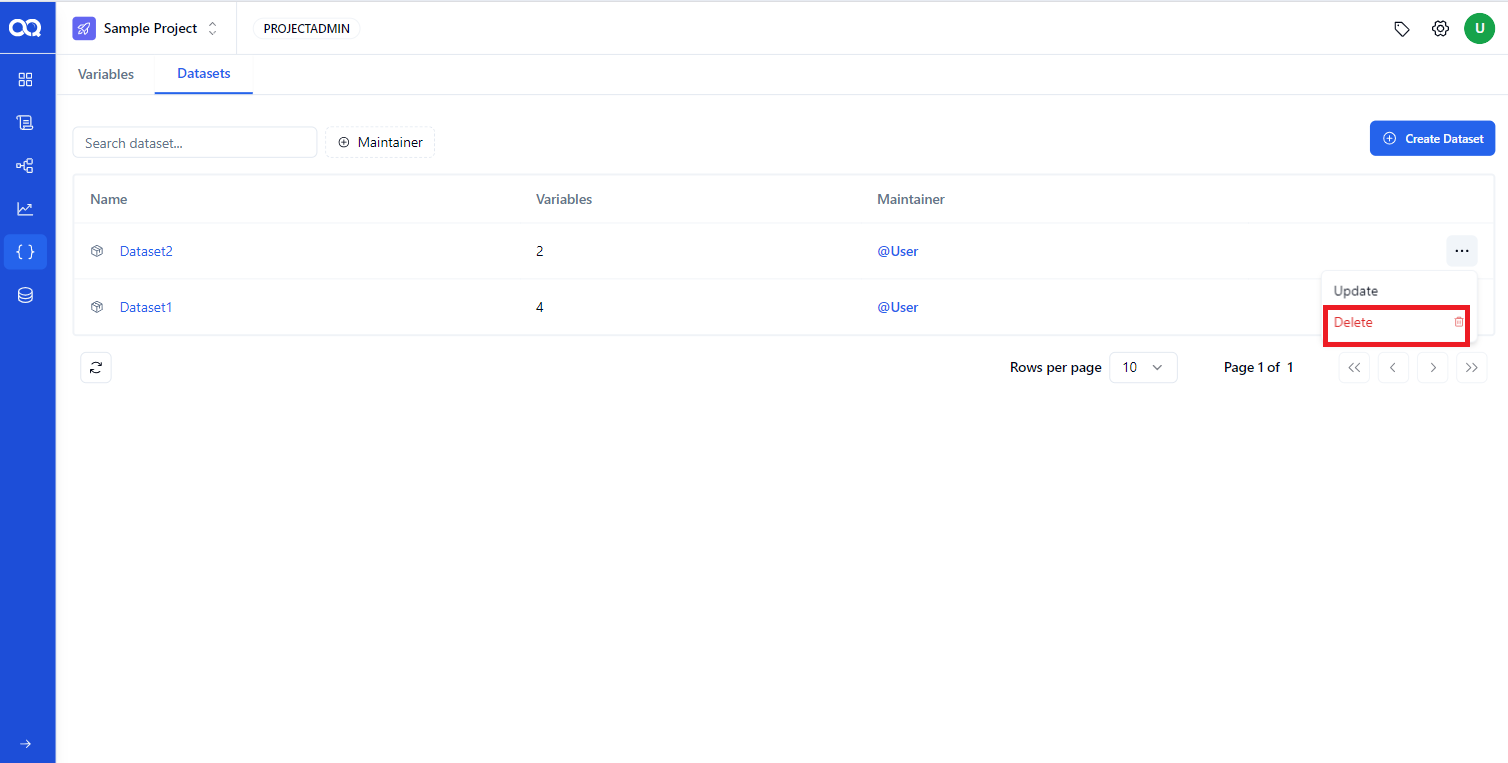 Sample Project
PROJECTADMIN
U
Variables
Datasets
Search dataset...
Maintainer
Create Dataset
Name Variables Maintainer
Dataset2 2 @User
Update
Delete
Dataset1 4 @User
Rows per page 10 Page 1 of 1